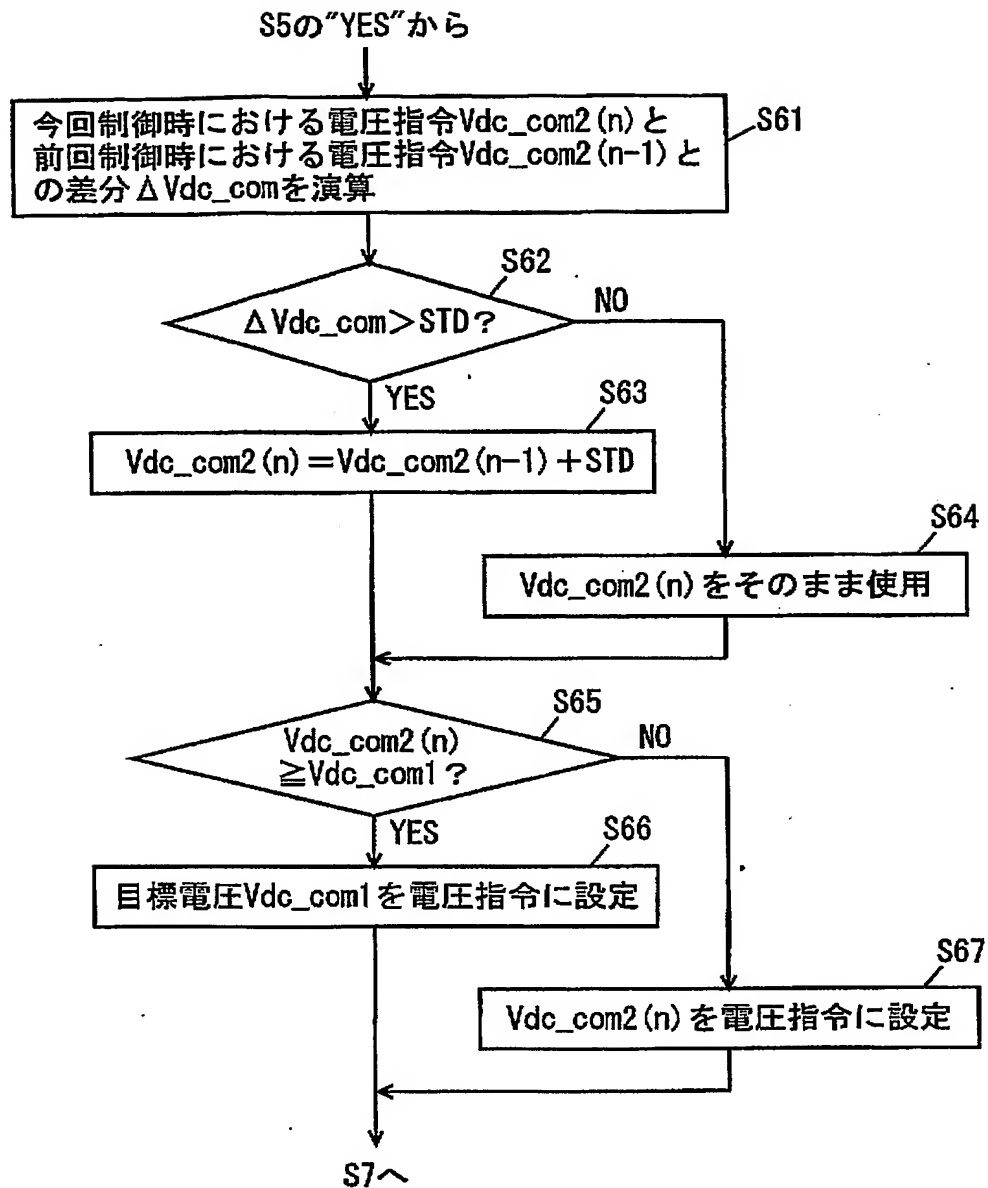 S5の"YES"から
今回制御時における電圧指令Vdc_com2(n)と
前回制御時における電圧指令Vdc_com2(n-1)と
の差分ΔVdc_comを演算
S61
S62
ΔVdc_com>STD?
NO
YES
S63
Vdc_com2(n)=Vdc_com2(n-1)+STD
S64
Vdc_com2(n)をそのまま使用
S65
Vdc_com2(n)
≧Vdc_com1?
NO
YES
S66
目標電圧Vdc_com1を電圧指令に設定
S67
Vdc_com2(n)を電圧指令に設定
S7へ